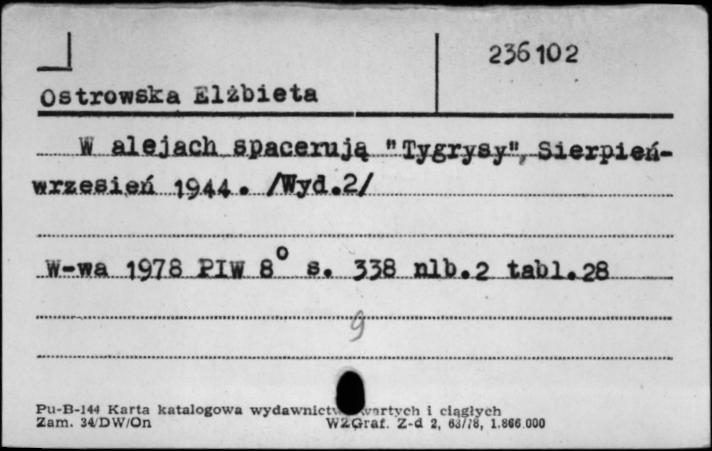 236102
Ostrowska Elżbieta
W alejach spacerują "Tygrysy", Sierpień-
wrzesień 1944. /Wyd.2/
W-wa 1978 PIW 8° s. 338 nlb.2 tabl.28
9
Pu-B-144 Karta katalogowa wydawnictw zwartych i ciągłych
Zam. 34/DW/On WZGraf. Z-d 2, 63/78, 1.866.000